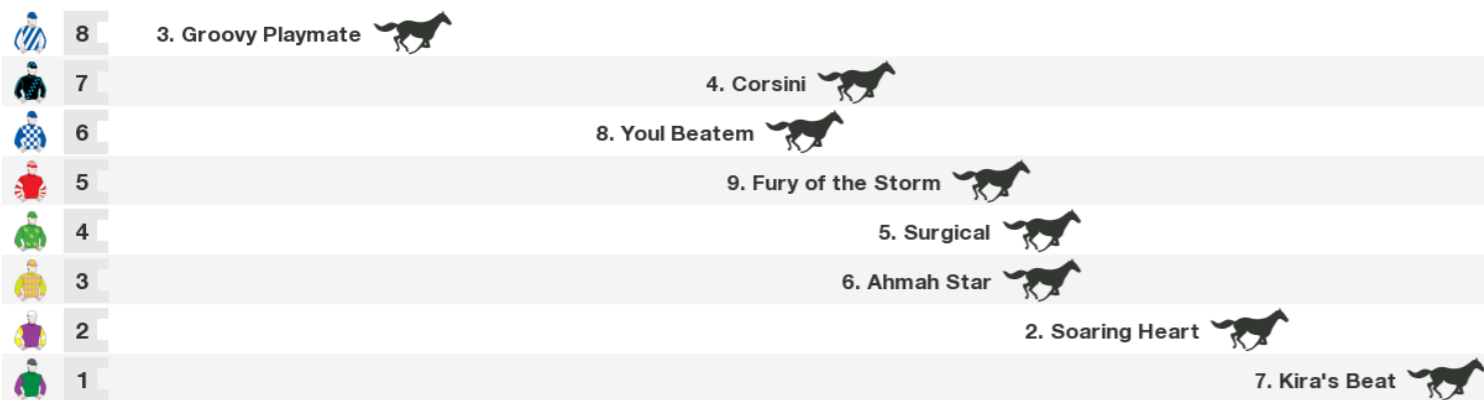 8 3. Groovy Playmate
7 4. Corsini
6 8. Youl Beatem
5 9. Fury of the Storm
4 5. Surgical
3 6. Ahmah Star
2 2. Soaring Heart
1 7. Kira's Beat